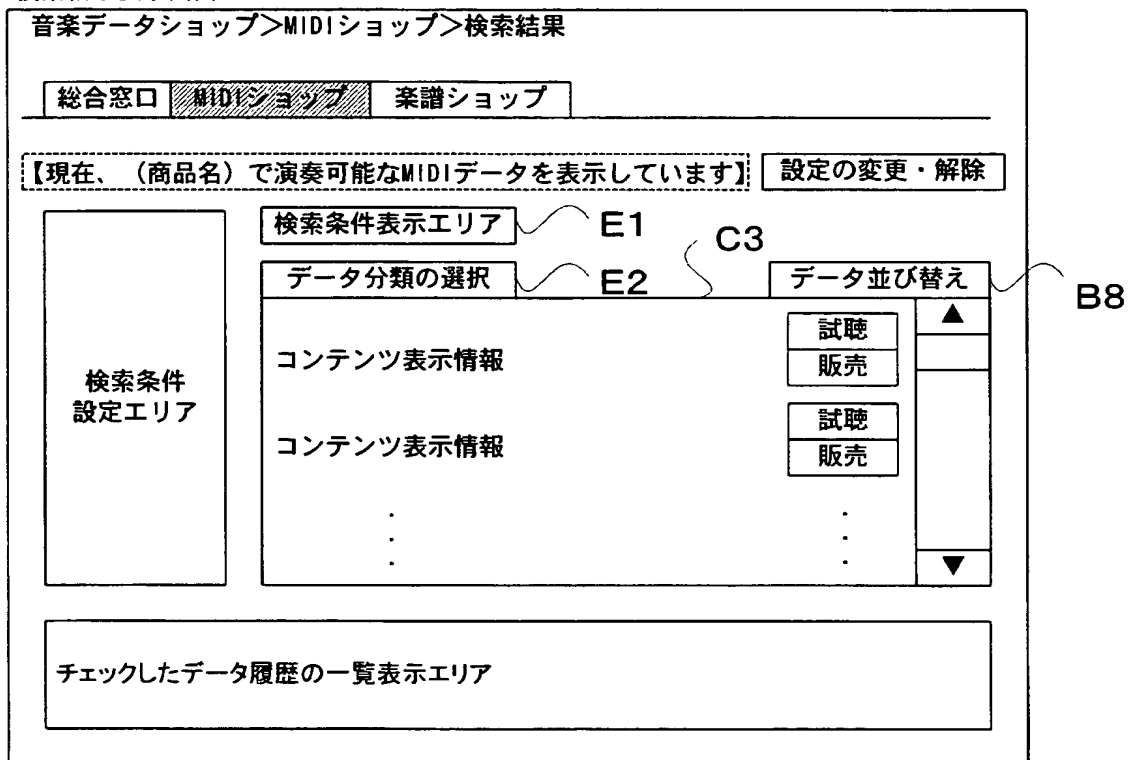 音楽データショップ>MIDIショップ>検索結果
総合窓口 MIDIショップ 楽譜ショップ
【現在、（商品名）で演奏可能なMIDIデータを表示しています】 設定の変更・解除
検索条件表示エリア E1
C3
データ分類の選択 E2 データ並び替え B8
検索条件
設定エリア
コンテンツ表示情報 試聴
販売
▲
コンテンツ表示情報 試聴
販売
▼
チェックしたデータ履歴の一覧表示エリア